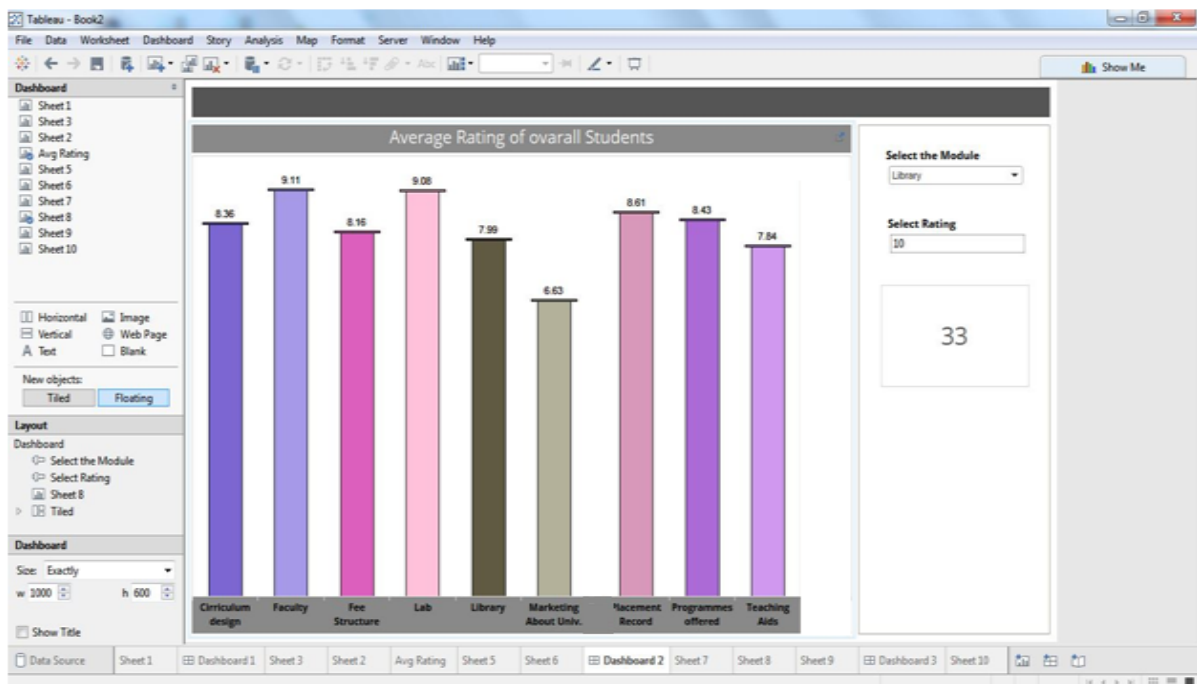 Tableau - Book2
File Data Worksheet Dashboard Story Analysis Map Format Server Window Help
Abc
Show Me
Dashboard
Sheet 1
Sheet 3
Sheet 2
Avg Rating
Sheet 5
Sheet 6
Sheet 7
Sheet 8
Sheet 9
Sheet 10
Horizontal Image
Vertical Web Page
A Text Blank
New objects:
Tiled Floating
Layout
Dashboard
Select the Module
Select Rating
Sheet 8
Tiled
Dashboard
Size: Exactly
w 1000 h 600
Show Title
Average Rating of ovarall Students
8.36
9.11
8.16
9.08
7.99
6.63
8.61
8.43
7.84
Cirriculum
design
Faculty
Fee
Structure
Lab
Library
Marketing
About Univ.
lacement
Record
Programmes
offered
Teaching
Aids
Select the Module
Library
Select Rating
10
33
Data Source Sheet 1 Dashboard 1 Sheet 3 Sheet 2 Avg Rating Sheet 5 Sheet 6 Dashboard 2 Sheet 7 Sheet 8 Sheet 9 Dashboard 3 Sheet 10